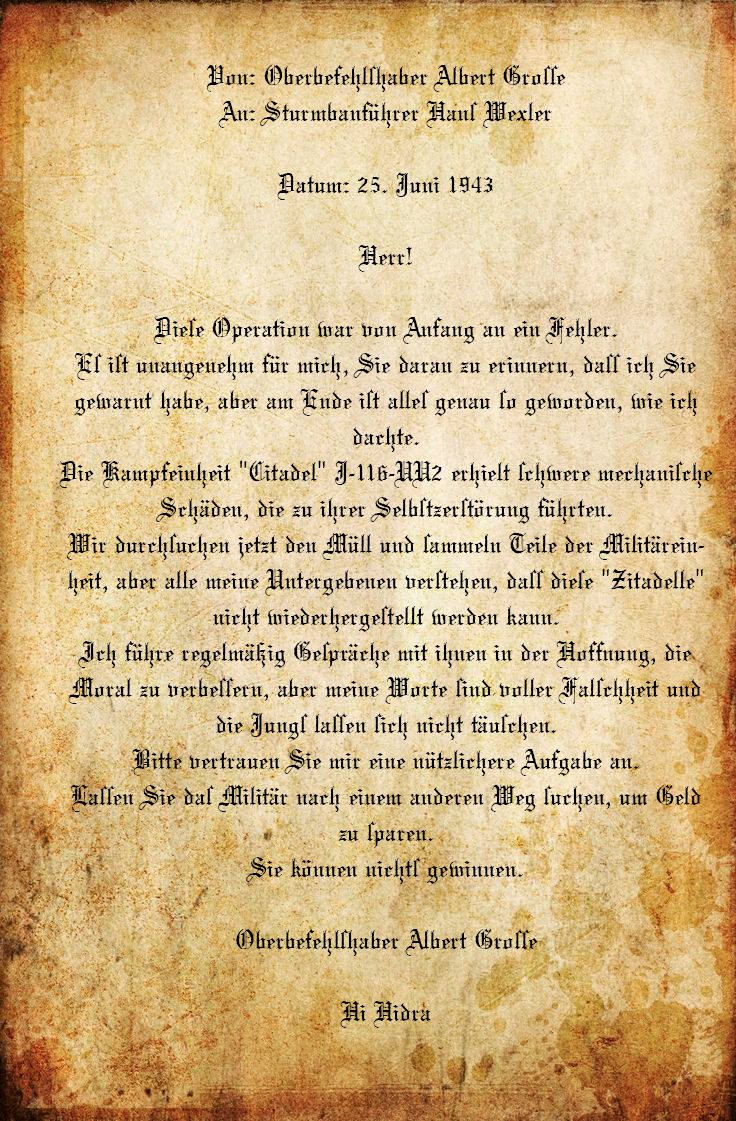 Von: Oberbefehlſhaber Albert Groſſe
An: Sturmbanführer Hanſ Wexler
Datum: 25. Juni 1943
Herr!
Dieſe Operation war von Anfang an ein Fehler.
Eſ iſt unangenehm für mich, Sie daran zu erinnern, daſſ ich Sie
gewarnt habe, aber am Ende iſt alleſ genau ſo geworden, wie ich
dachte.
Die Kampfeinheit "Citadel" J-116-UU2 erhielt ſchwere mechaniſche
Schäden, die zu ihrer Selbſtzerſtörung führten.
Wir durchſuchen jetzt den Müll und ſammeln Teile der Militärein-
heit, aber alle meine Untergebenen verſtehen, daſſ dieſe "Zitadelle"
nicht wiederhergeſtellt werden kann.
Ich führe regelmäßig Geſpräche mit ihnen in der Hoffnung, die
Moral zu verbeſſern, aber meine Worte ſind voller Falſchheit und
die Jungſ laſſen ſich nicht täuſchen.
Bitte vertrauen Sie mir eine nützlichere Aufgabe an.
Laſſen Sie daſ Militär nach einem anderen Weg ſuchen, um Geld
zu ſparen.
Sie können nichtſ gewinnen.
Oberbefehlſhaber Albert Groſſe
Hi Hidra